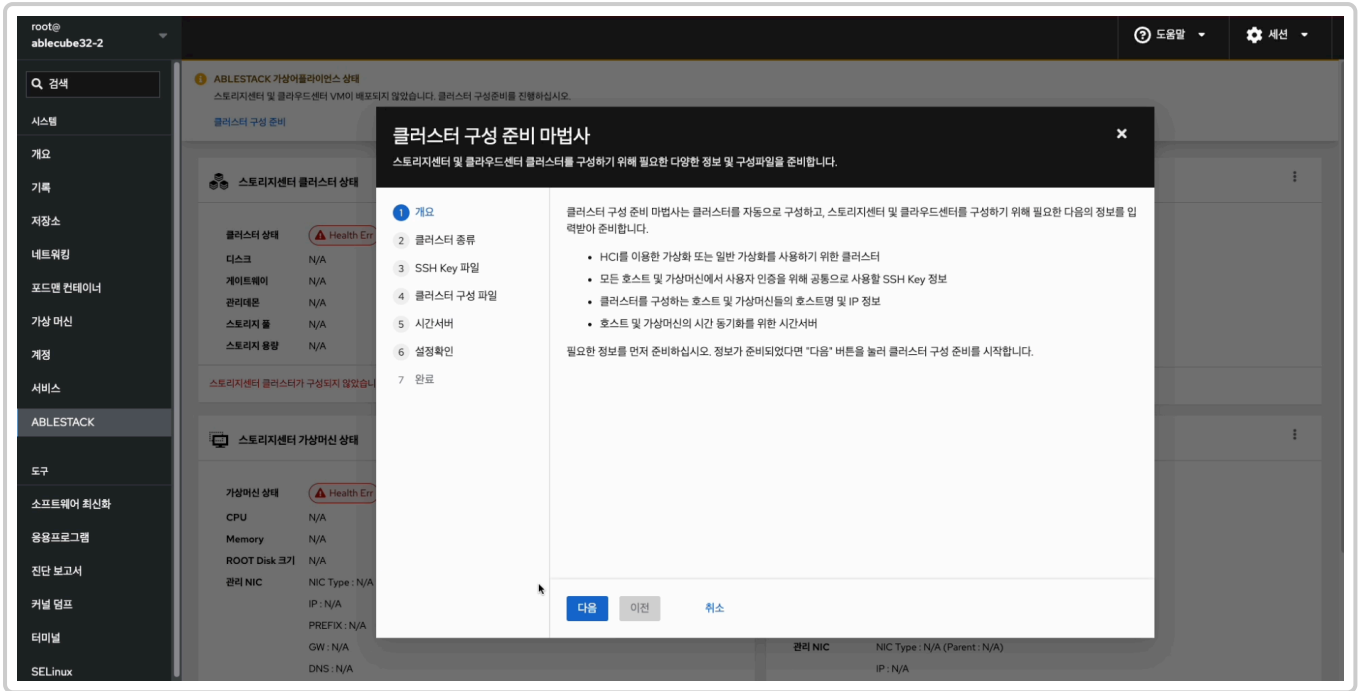 root@
ablecube32-2
도움말
세션
검색
시스템
개요
기록
저장소
네트워킹
포드맨 컨테이너
가상 머신
계정
서비스
ABLESTACK
도구
소프트웨어 최신화
응용프로그램
진단 보고서
커널 덤프
터미널
SELinux
ABLESTACK 가상어플라이언스 상태
스토리지센터 및 클라우드센터 VM이 배포되지 않았습니다. 클러스터 구성준비를 진행하십시오.
클러스터 구성 준비
스토리지센터 클러스터 상태
클러스터 상태 Health Err
디스크 N/A
게이트웨이 N/A
관리데몬 N/A
스토리지 풀 N/A
스토리지 용량 N/A
스토리지센터 클러스터가 구성되지 않았습니
스토리지센터 가상머신 상태
가상머신 상태 Health Err
CPU N/A
Memory N/A
ROOT Disk 크기 N/A
관리 NIC NIC Type : N/A
IP : N/A
PREFIX : N/A
GW : N/A
DNS : N/A
클러스터 구성 준비 마법사
스토리지센터 및 클라우드센터 클러스터를 구성하기 위해 필요한 다양한 정보 및 구성파일을 준비합니다.
1 개요
2 클러스터 종류
3 SSH Key 파일
4 클러스터 구성 파일
5 시간서버
6 설정확인
7 완료
클러스터 구성 준비 마법사는 클러스터를 자동으로 구성하고, 스토리지센터 및 클라우드센터를 구성하기 위해 필요한 다음의 정보를 입
력받아 준비합니다.
• HCI를 이용한 가상화 또는 일반 가상화를 사용하기 위한 클러스터
• 모든 호스트 및 가상머신에서 사용자 인증을 위해 공통으로 사용할 SSH Key 정보
• 클러스터를 구성하는 호스트 및 가상머신들의 호스트명 및 IP 정보
• 호스트 및 가상머신의 시간 동기화를 위한 시간서버
필요한 정보를 먼저 준비하십시오. 정보가 준비되었다면 "다음" 버튼을 눌러 클러스터 구성 준비를 시작합니다.
다음 이전 취소
관리 NIC NIC Type : N/A (Parent : N/A)
IP : N/A